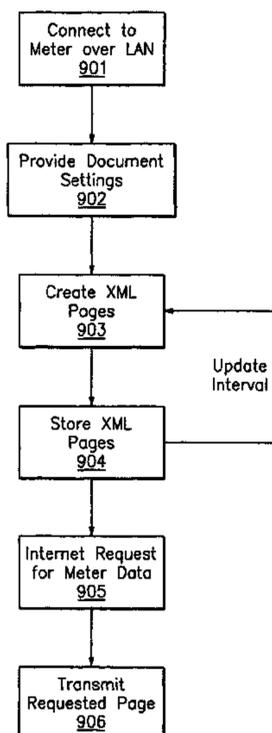 Connect to
Meter over LAN
901
Provide Document
Settings
902
Create XML
Pages
903
Update
Interval
Store XML
Pages
904
Internet Request
for Meter Data
905
Transmit
Requested Page
906